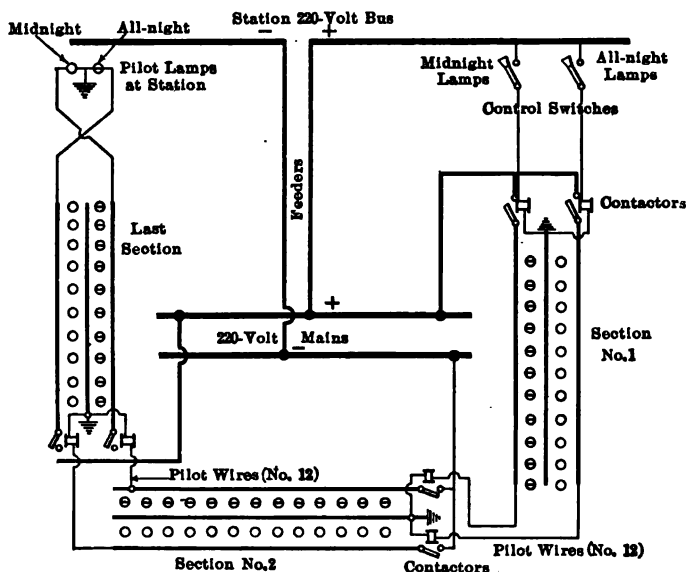 Station 220-Volt Bus
− +
Midnight
All-night
Pilot Lamps
at Station
Midnight
Lamps
All-night
Lamps
Control Switches
Feeders
Contactors
Last
Section
+
220-Volt − Mains
Section
No.1
Pilot Wires (No. 12)
Section No.2
Contactors
Pilot Wires (No. 12)